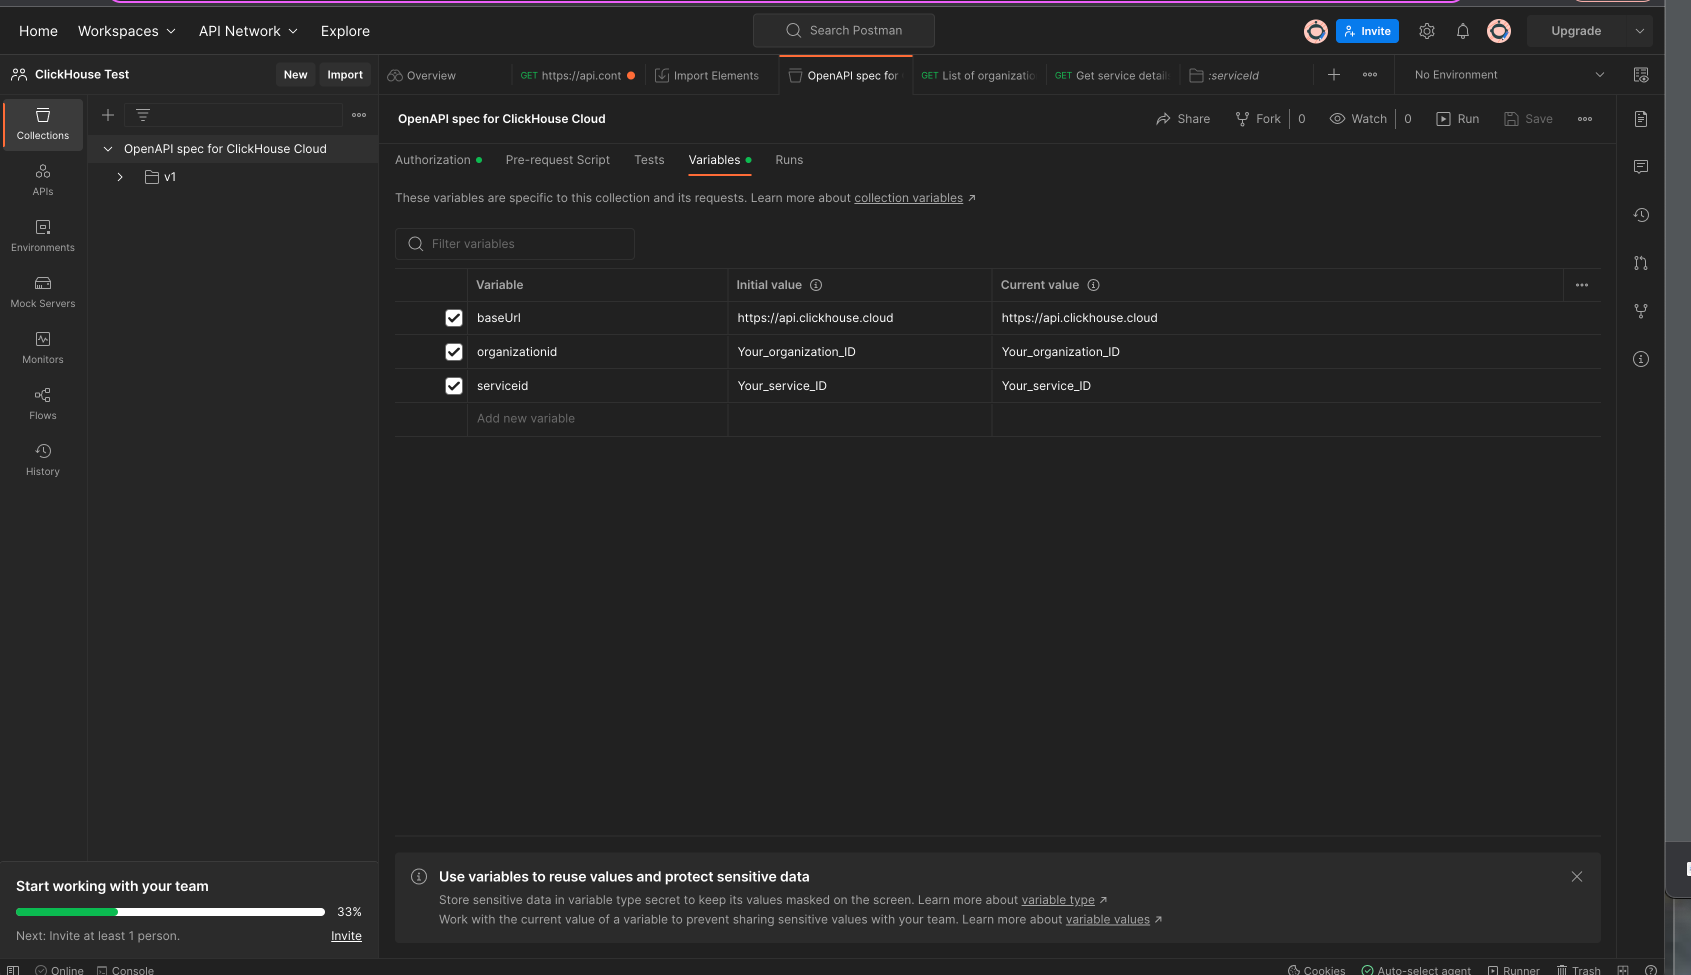 Home Workspaces API Network Explore Search Postman Invite Upgrade
ClickHouse Test New Import Overview GET https://api.cont Import Elements OpenAPI spec for GET List of organizatio GET Get service detail :serviceId No Environment
Collections
APIs
Environments
Mock Servers
Monitors
Flows
History
OpenAPI spec for ClickHouse Cloud
v1
OpenAPI spec for ClickHouse Cloud Share Fork 0 Watch 0 Run Save
Authorization Pre-request Script Tests Variables Runs
These variables are specific to this collection and its requests. Learn more about collection variables ↗
Filter variables
Variable Initial value Current value
baseUrl https://api.clickhouse.cloud https://api.clickhouse.cloud
organizationid Your_organization_ID Your_organization_ID
serviceid Your_service_ID Your_service_ID
Add new variable
Use variables to reuse values and protect sensitive data
Store sensitive data in variable type secret to keep its values masked on the screen. Learn more about variable type ↗
Work with the current value of a variable to prevent sharing sensitive values with your team. Learn more about variable values ↗
Start working with your team
33%
Next: Invite at least 1 person. Invite
Online Console Cookies Auto-select agent Runner Trash